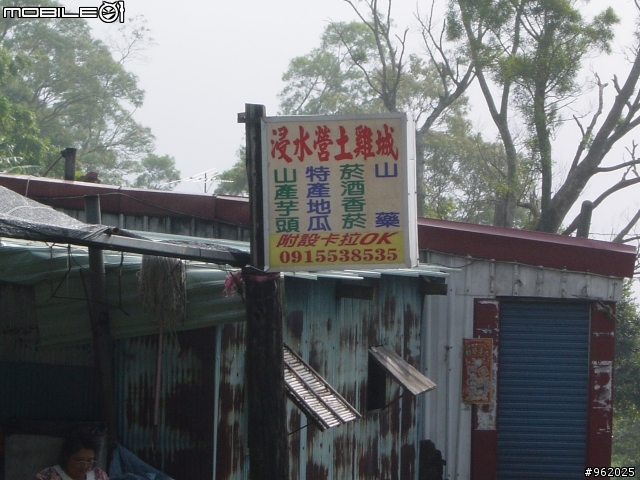 MOBILE01
浸水營土雞城
山產芋頭
特產地瓜
菸酒香菸
山藥
附設卡拉OK
0915538535
#962025